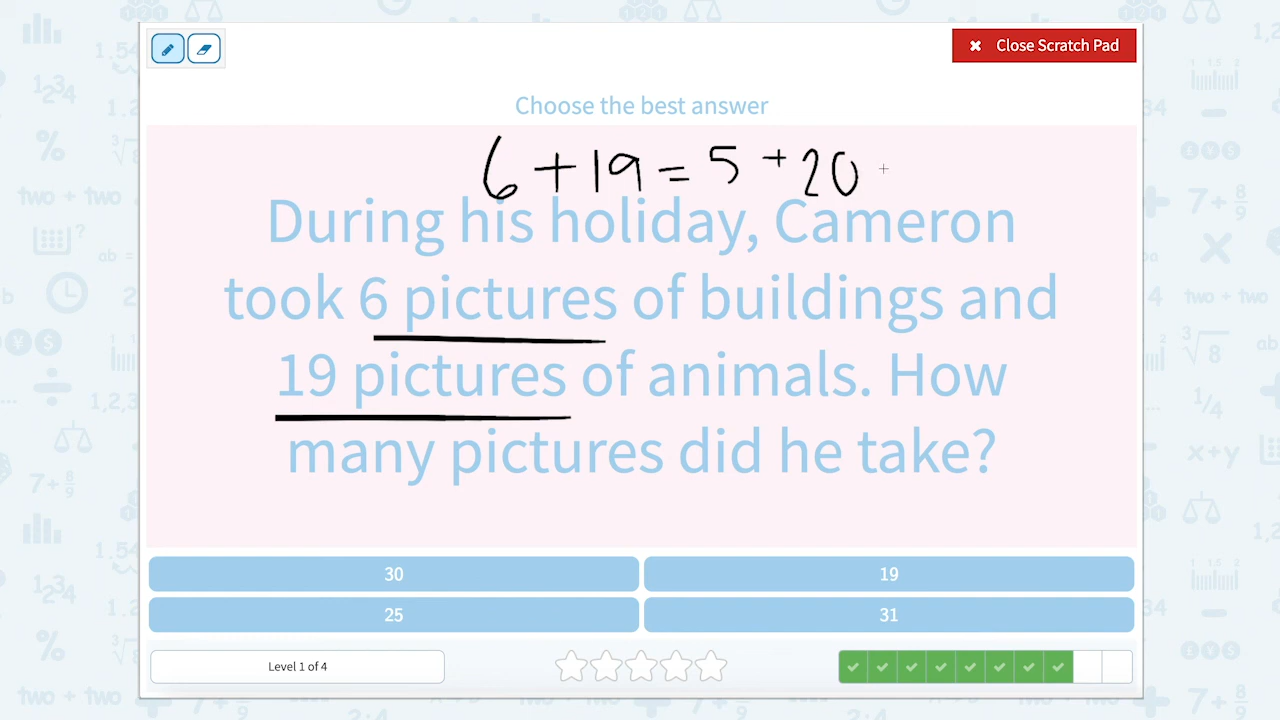 Close Scratch Pad
Choose the best answer
6 + 19 = 5 + 20
During his holiday, Cameron
took 6 pictures of buildings and
19 pictures of animals. How
many pictures did he take?
30
19
25
31
Level 1 of 4